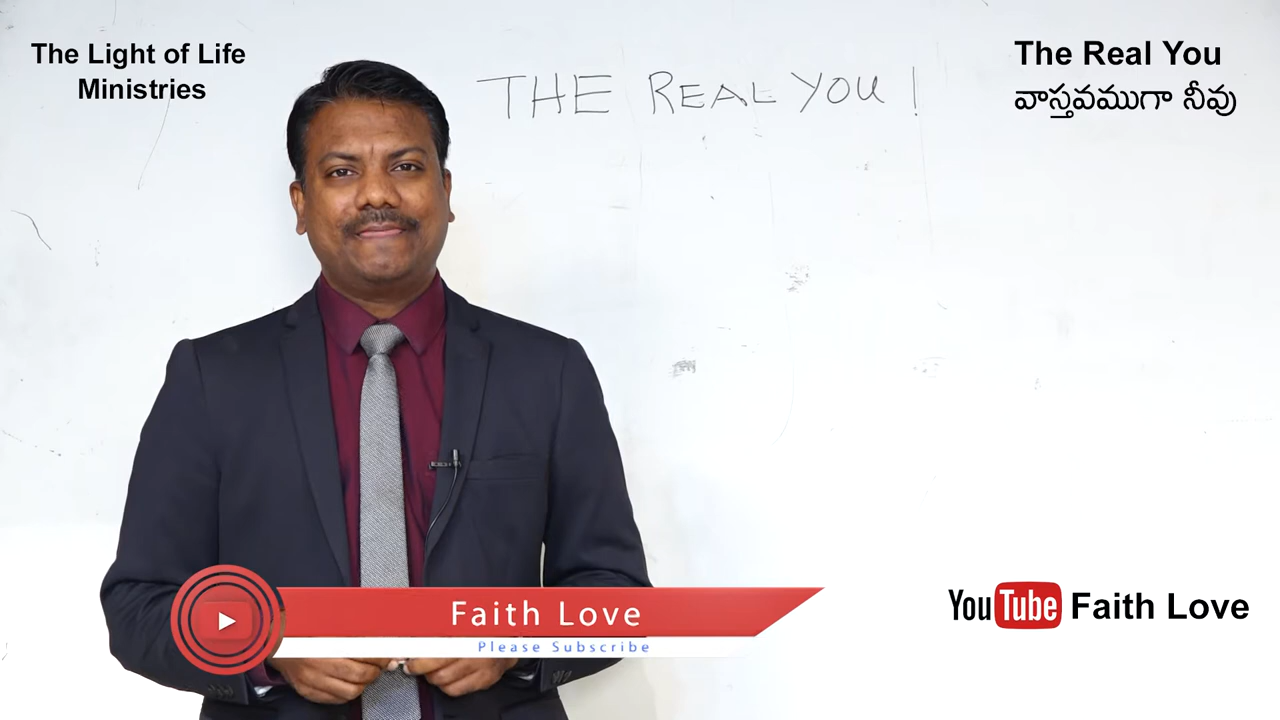 The Light of Life
Ministries
THE REAL YOU !
The Real You
వాస్తవముగా నీవు
Faith Love
Please Subscribe
YouTube Faith Love